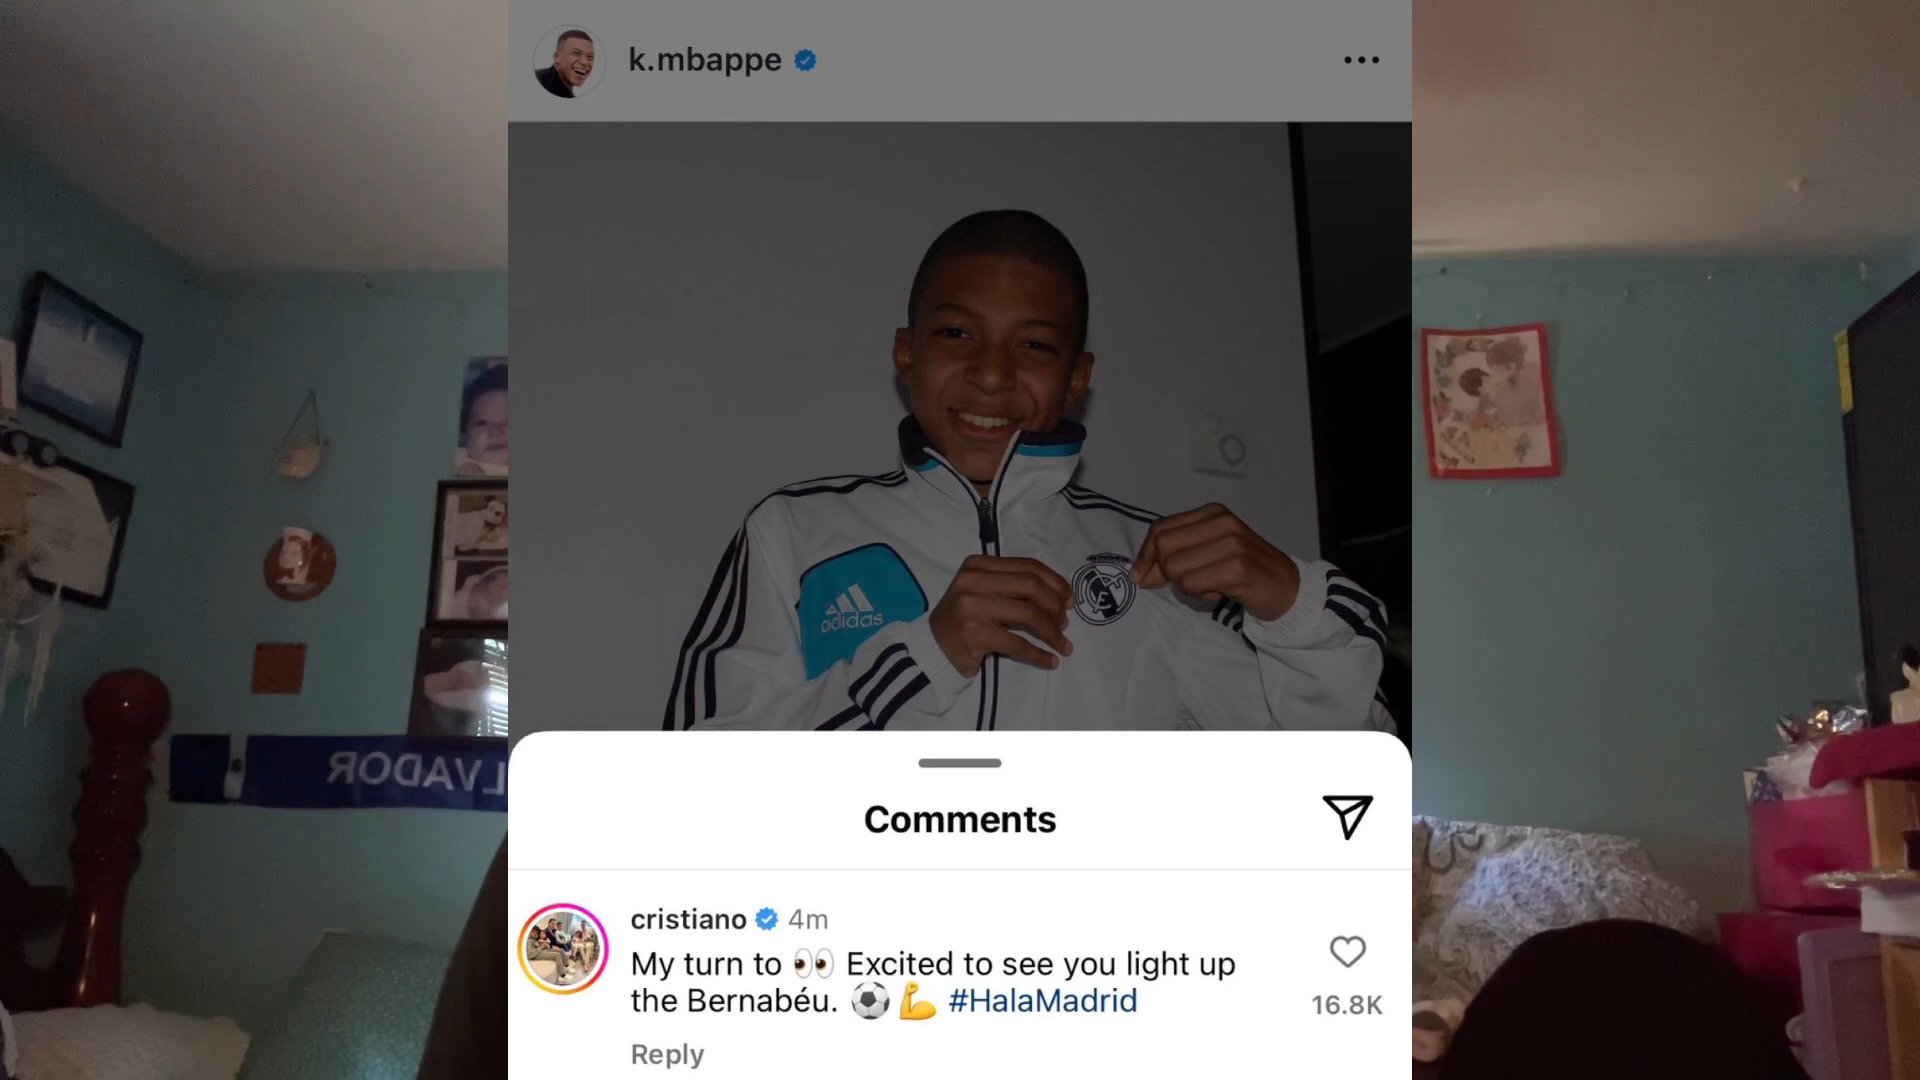 k.mbappe
adidas
ЯODAVL
Comments
cristiano 4m
My turn to 👀 Excited to see you light up
the Bernabéu. ⚽💪 #HalaMadrid
16.8K
Reply